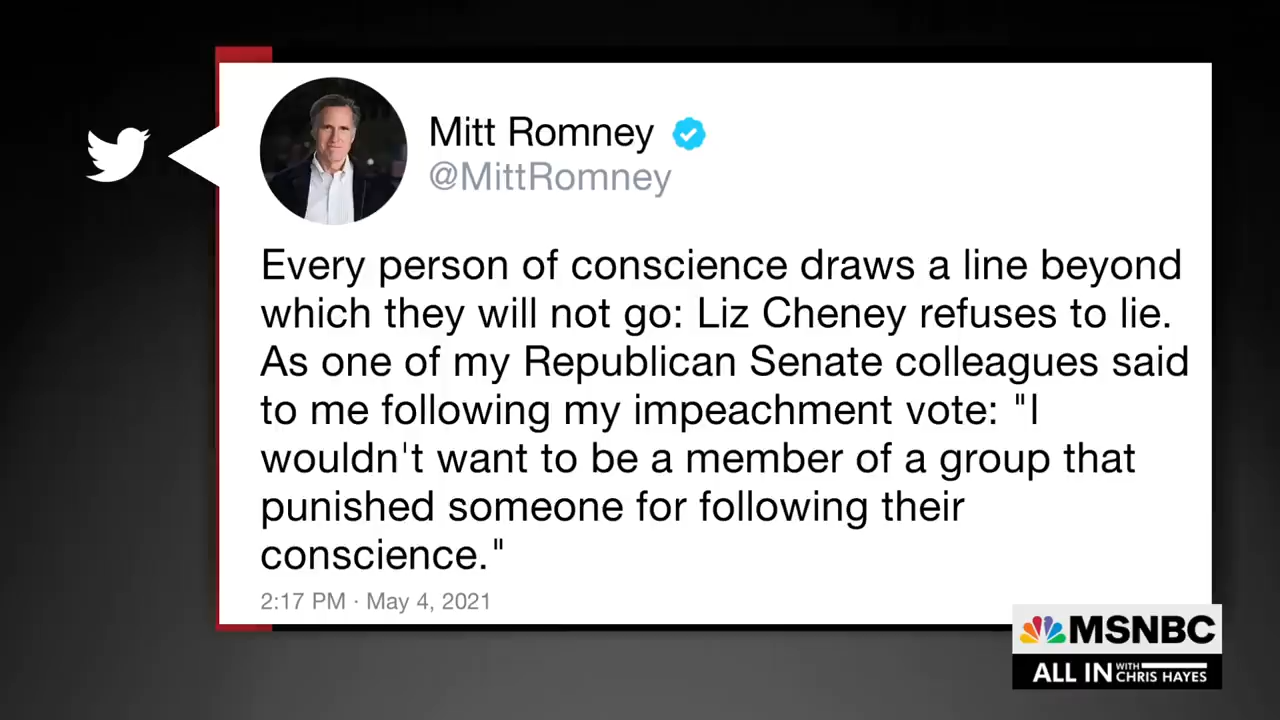 Mitt Romney
@MittRomney
Every person of conscience draws a line beyond
which they will not go: Liz Cheney refuses to lie.
As one of my Republican Senate colleagues said
to me following my impeachment vote: "I
wouldn't want to be a member of a group that
punished someone for following their
conscience."
2:17 PM · May 4, 2021
MSNBC
ALL IN WITH CHRIS HAYES